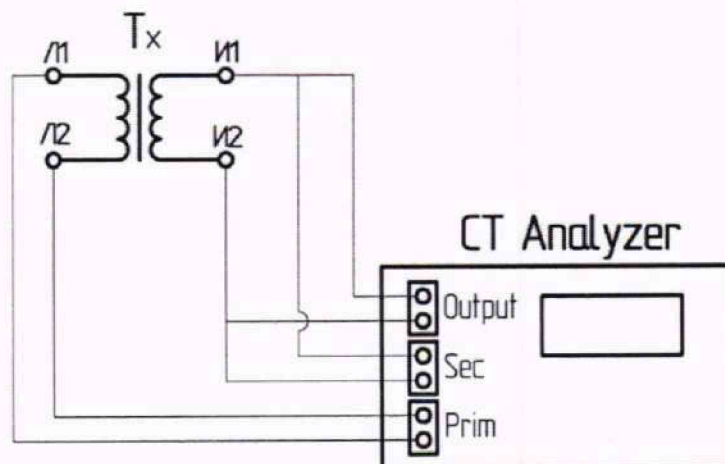 Tx
Л1
И1
Л2
И2
CT Analyzer
Output
Sec
Prim